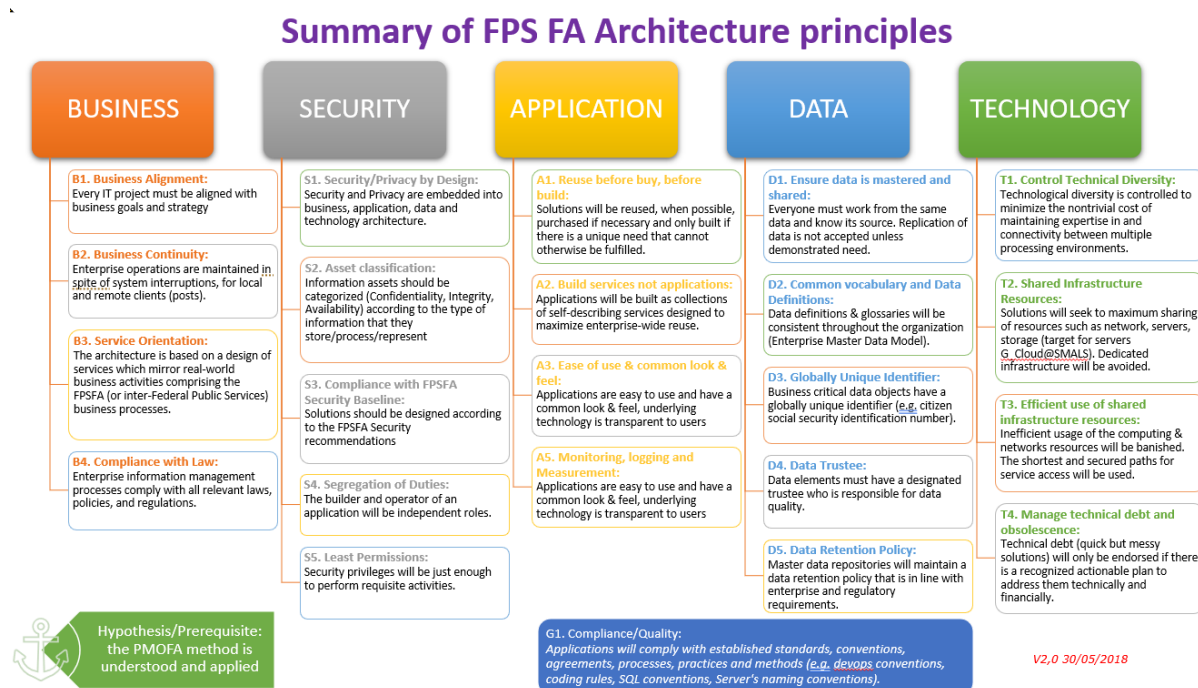 Summary of FPS FA Architecture principles
BUSINESS
B1. Business Alignment:
Every IT project must be aligned with
business goals and strategy
B2. Business Continuity:
Enterprise operations are maintained in
spite of system interruptions, for local
and remote clients (posts).
B3. Service Orientation:
The architecture is based on a design of
services which mirror real-world
business activities comprising the
FPSFA (or inter-Federal Public Services)
business processes.
B4. Compliance with Law:
Enterprise information management
processes comply with all relevant laws,
policies, and regulations.
SECURITY
S1. Security/Privacy by Design:
Security and Privacy are embedded into
business, application, data and
technology architecture.
S2. Asset classification:
Information assets should be
categorized (Confidentiality, Integrity,
Availability) according to the type of
information that they
store/process/represent
S3. Compliance with FPSFA
Security Baseline:
Solutions should be designed according
to the FPSFA Security
recommendations
S4. Segregation of Duties:
The builder and operator of an
application will be independent roles.
S5. Least Permissions:
Security privileges will be just enough
to perform requisite activities.
APPLICATION
A1. Reuse before buy, before
build:
Solutions will be reused, when possible,
purchased if necessary and only built if
there is a unique need that cannot
otherwise be fulfilled.
A2. Build services not applications:
Applications will be built as collections
of self-describing services designed to
maximize enterprise-wide reuse.
A3. Ease of use & common look &
feel:
Applications are easy to use and have a
common look & feel, underlying
technology is transparent to users
A5. Monitoring, logging and
Measurement:
Applications are easy to use and have a
common look & feel, underlying
technology is transparent to users
DATA
D1. Ensure data is mastered and
shared:
Everyone must work from the same
data and know its source. Replication of
data is not accepted unless
demonstrated need.
D2. Common vocabulary and Data
Definitions:
Data definitions & glossaries will be
consistent throughout the organization
(Enterprise Master Data Model).
D3. Globally Unique Identifier:
Business critical data objects have a
globally unique identifier (e.g. citizen
social security identification number).
D4. Data Trustee:
Data elements must have a designated
trustee who is responsible for data
quality.
D5. Data Retention Policy:
Master data repositories will maintain a
data retention policy that is in line with
enterprise and regulatory
requirements.
TECHNOLOGY
T1. Control Technical Diversity:
Technological diversity is controlled to
minimize the nontrivial cost of
maintaining expertise in and
connectivity between multiple
processing environments.
T2. Shared Infrastructure
Resources:
Solutions will seek to maximum sharing
of resources such as network, servers,
storage (target for servers
G_Cloud@SMALS). Dedicated
infrastructure will be avoided.
T3. Efficient use of shared
infrastructure resources:
Inefficient usage of the computing &
networks resources will be banished.
The shortest and secured paths for
service access will be used.
T4. Manage technical debt and
obsolescence:
Technical debt (quick but messy
solutions) will only be endorsed if there
is a recognized actionable plan to
address them technically and
financially.
Hypothesis/Prerequisite:
the PMOFA method is
understood and applied
G1. Compliance/Quality:
Applications will comply with established standards, conventions,
agreements, processes, practices and methods (e.g. devops conventions,
coding rules, SQL conventions, Server's naming conventions).
V2,0 30/05/2018